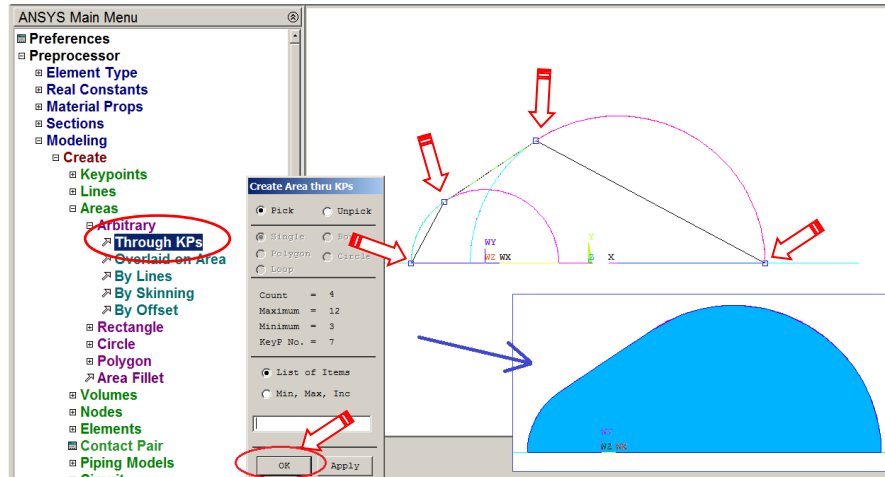 ANSYS Main Menu
Preferences
Preprocessor
Element Type
Real Constants
Material Props
Sections
Modeling
Create
Keypoints
Lines
Areas
Arbitrary
Through KPs
Overlaid on Area
By Lines
By Skinning
By Offset
Rectangle
Circle
Polygon
Area Fillet
Volumes
Nodes
Elements
Contact Pair
Piping Models
Create Area thru KPs
Pick Unpick
Single
Polygon Circle
Loop
Count = 4
Maximum = 12
Minimum = 3
KeyP No. = 7
List of Items
Min, Max, Inc
OK Apply
WY
WZ WX
Y
Z X
WY
WZ WX